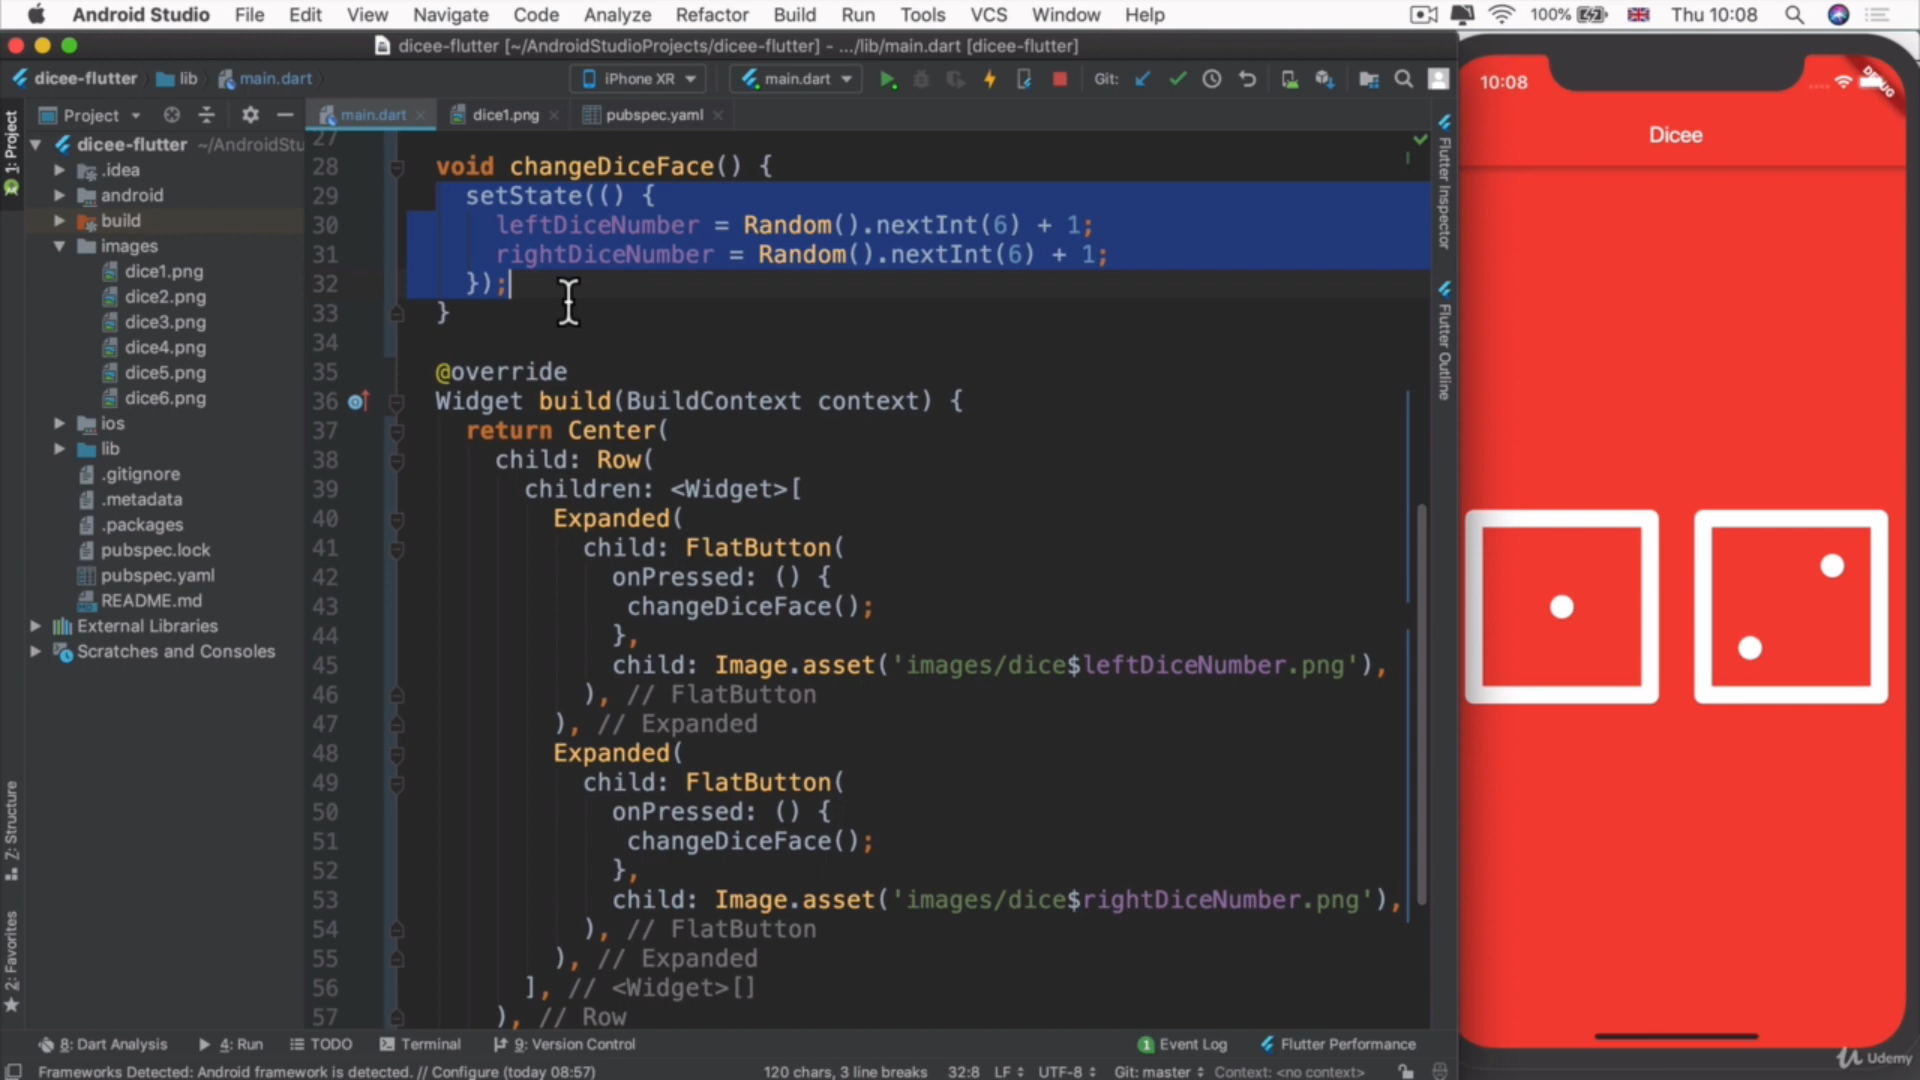 Android Studio File Edit View Navigate Code Analyze Refactor Build Run Tools VCS Window Help 100% Thu 10:08
dicee-flutter [~/AndroidStudioProjects/dicee-flutter] - .../lib/main.dart [dicee-flutter]
dicee-flutter lib main.dart iPhone XR main.dart Git:
Project main.dart dice1.png pubspec.yaml
1: Project
dicee-flutter ~/AndroidStu
.idea
android
build
images
dice1.png
dice2.png
dice3.png
dice4.png
dice5.png
dice6.png
ios
lib
.gitignore
.metadata
.packages
pubspec.lock
pubspec.yaml
README.md
External Libraries
Scratches and Consoles
Z: Structure
2: Favorites
27
28 void changeDiceFace() {
29 setState(() {
30 leftDiceNumber = Random().nextInt(6) + 1;
31 rightDiceNumber = Random().nextInt(6) + 1;
32 });
33 }
34
35 @override
36 Widget build(BuildContext context) {
37 return Center(
38 child: Row(
39 children: <Widget>[
40 Expanded(
41 child: FlatButton(
42 onPressed: () {
43 changeDiceFace();
44 },
45 child: Image.asset('images/dice$leftDiceNumber.png'),
46 ), // FlatButton
47 ), // Expanded
48 Expanded(
49 child: FlatButton(
50 onPressed: () {
51 changeDiceFace();
52 },
53 child: Image.asset('images/dice$rightDiceNumber.png'),
54 ), // FlatButton
55 ), // Expanded
56 ], // <Widget>[]
57 ), // Row
Flutter Inspector
Flutter Outline
10:08
DEBUG
Dicee
8: Dart Analysis 4: Run TODO Terminal 9: Version Control 1 Event Log Flutter Performance
Frameworks Detected: Android framework is detected. // Configure (today 08:57) 120 chars, 3 line breaks 32:8 LF UTF-8 Git: master Context: <no context>
Udemy